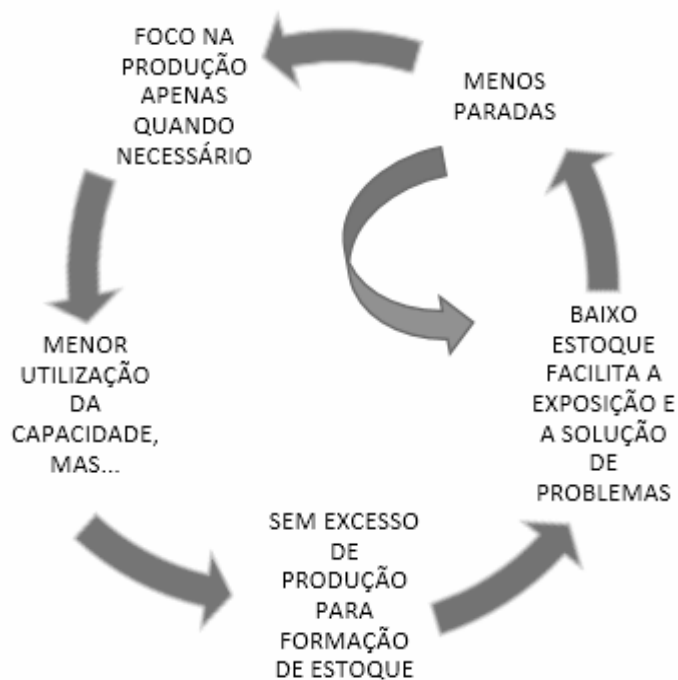 FOCO NA
PRODUÇÃO
APENAS
QUANDO
NECESSÁRIO
MENOS
PARADAS
MENOR
UTILIZAÇÃO
DA
CAPACIDADE,
MAS...
BAIXO
ESTOQUE
FACILITA A
EXPOSIÇÃO E
A SOLUÇÃO
DE
PROBLEMAS
SEM EXCESSO
DE
PRODUÇÃO
PARA
FORMAÇÃO
DE ESTOQUE